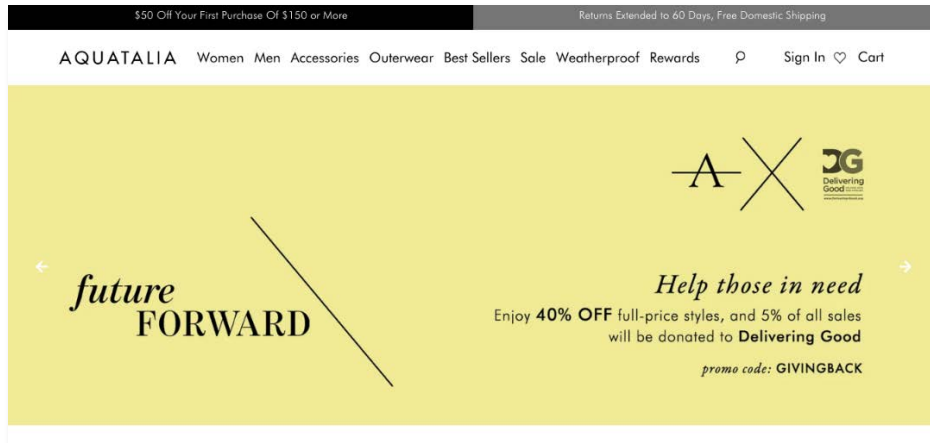 $50 Off Your First Purchase Of $150 or More
Returns Extended to 60 Days, Free Domestic Shipping
AQUATALIA Women Men Accessories Outerwear Best Sellers Sale Weatherproof Rewards Sign In Cart
A
DG
Delivering
Good
future
FORWARD
Help those in need
Enjoy 40% OFF full-price styles, and 5% of all sales
will be donated to Delivering Good
promo code: GIVINGBACK